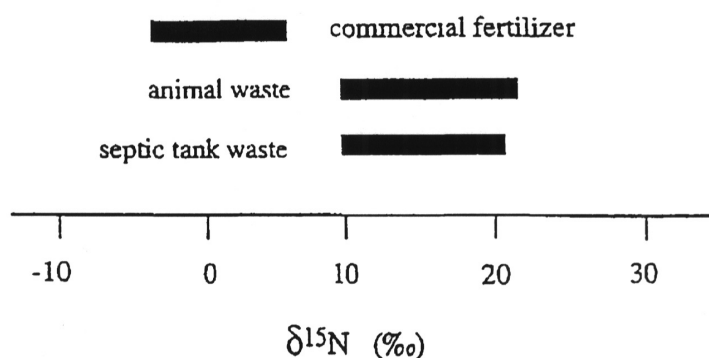 commercial fertilizer
animal waste
septic tank waste
-10 0 10 20 30
δ¹⁵N (‰)